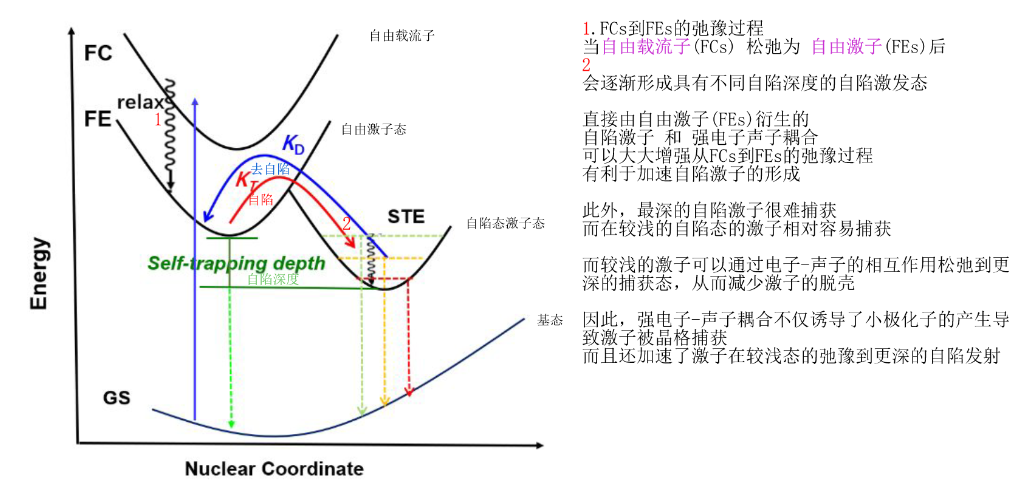 FC
自由载流子
relax
1
FE
自由激子态
KD
去自陷
KT
自陷
2
STE
自陷态激子态
Self-trapping depth
自陷深度
基态
GS
Energy
Nuclear Coordinate
1.FCs到FEs的弛豫过程
当自由载流子(FCs) 松弛为 自由激子(FEs)后
2
会逐渐形成具有不同自陷深度的自陷激发态
直接由自由激子(FEs)衍生的
自陷激子 和 强电子声子耦合
可以大大增强从FCs到FEs的弛豫过程
有利于加速自陷激子的形成
此外，最深的自陷激子很难捕获
而在较浅的自陷态的激子相对容易捕获
而较浅的激子可以通过电子-声子的相互作用松弛到更
深的捕获态，从而减少激子的脱壳
因此，强电子-声子耦合不仅诱导了小极化子的产生导
致激子被晶格捕获
而且还加速了激子在较浅态的弛豫到更深的自陷发射